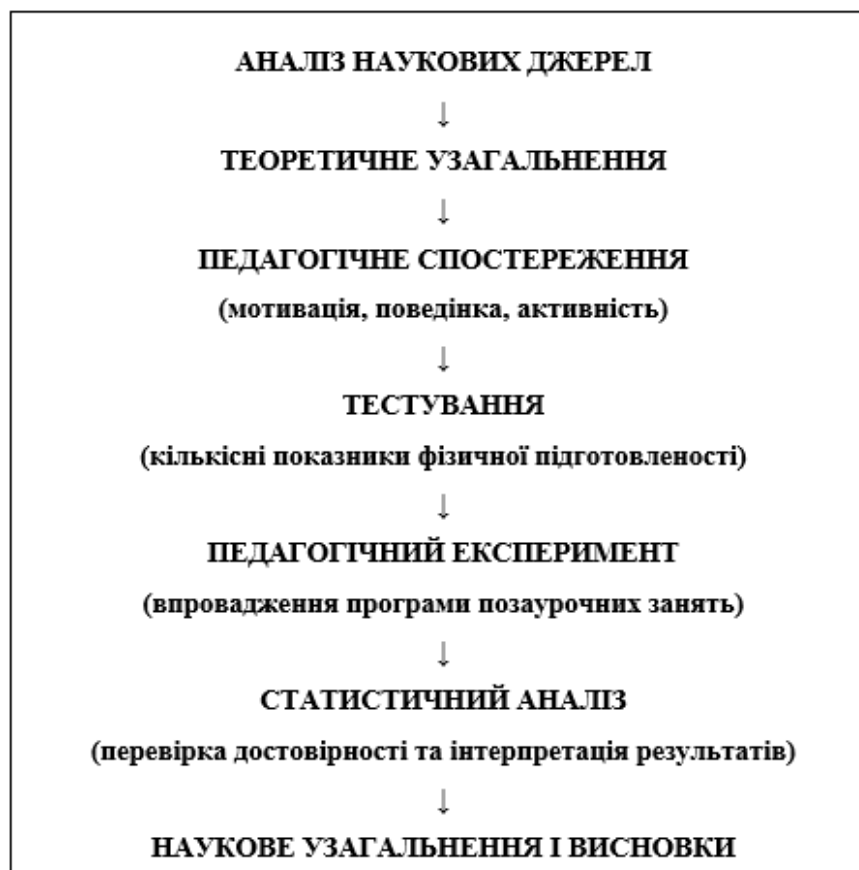 АНАЛІЗ НАУКОВИХ ДЖЕРЕЛ
↓
ТЕОРЕТИЧНЕ УЗАГАЛЬНЕННЯ
↓
ПЕДАГОГІЧНЕ СПОСТЕРЕЖЕННЯ
(мотивація, поведінка, активність)
↓
ТЕСТУВАННЯ
(кількісні показники фізичної підготовленості)
↓
ПЕДАГОГІЧНИЙ ЕКСПЕРИМЕНТ
(впровадження програми позаурочних занять)
↓
СТАТИСТИЧНИЙ АНАЛІЗ
(перевірка достовірності та інтерпретація результатів)
↓
НАУКОВЕ УЗАГАЛЬНЕННЯ І ВИСНОВКИ